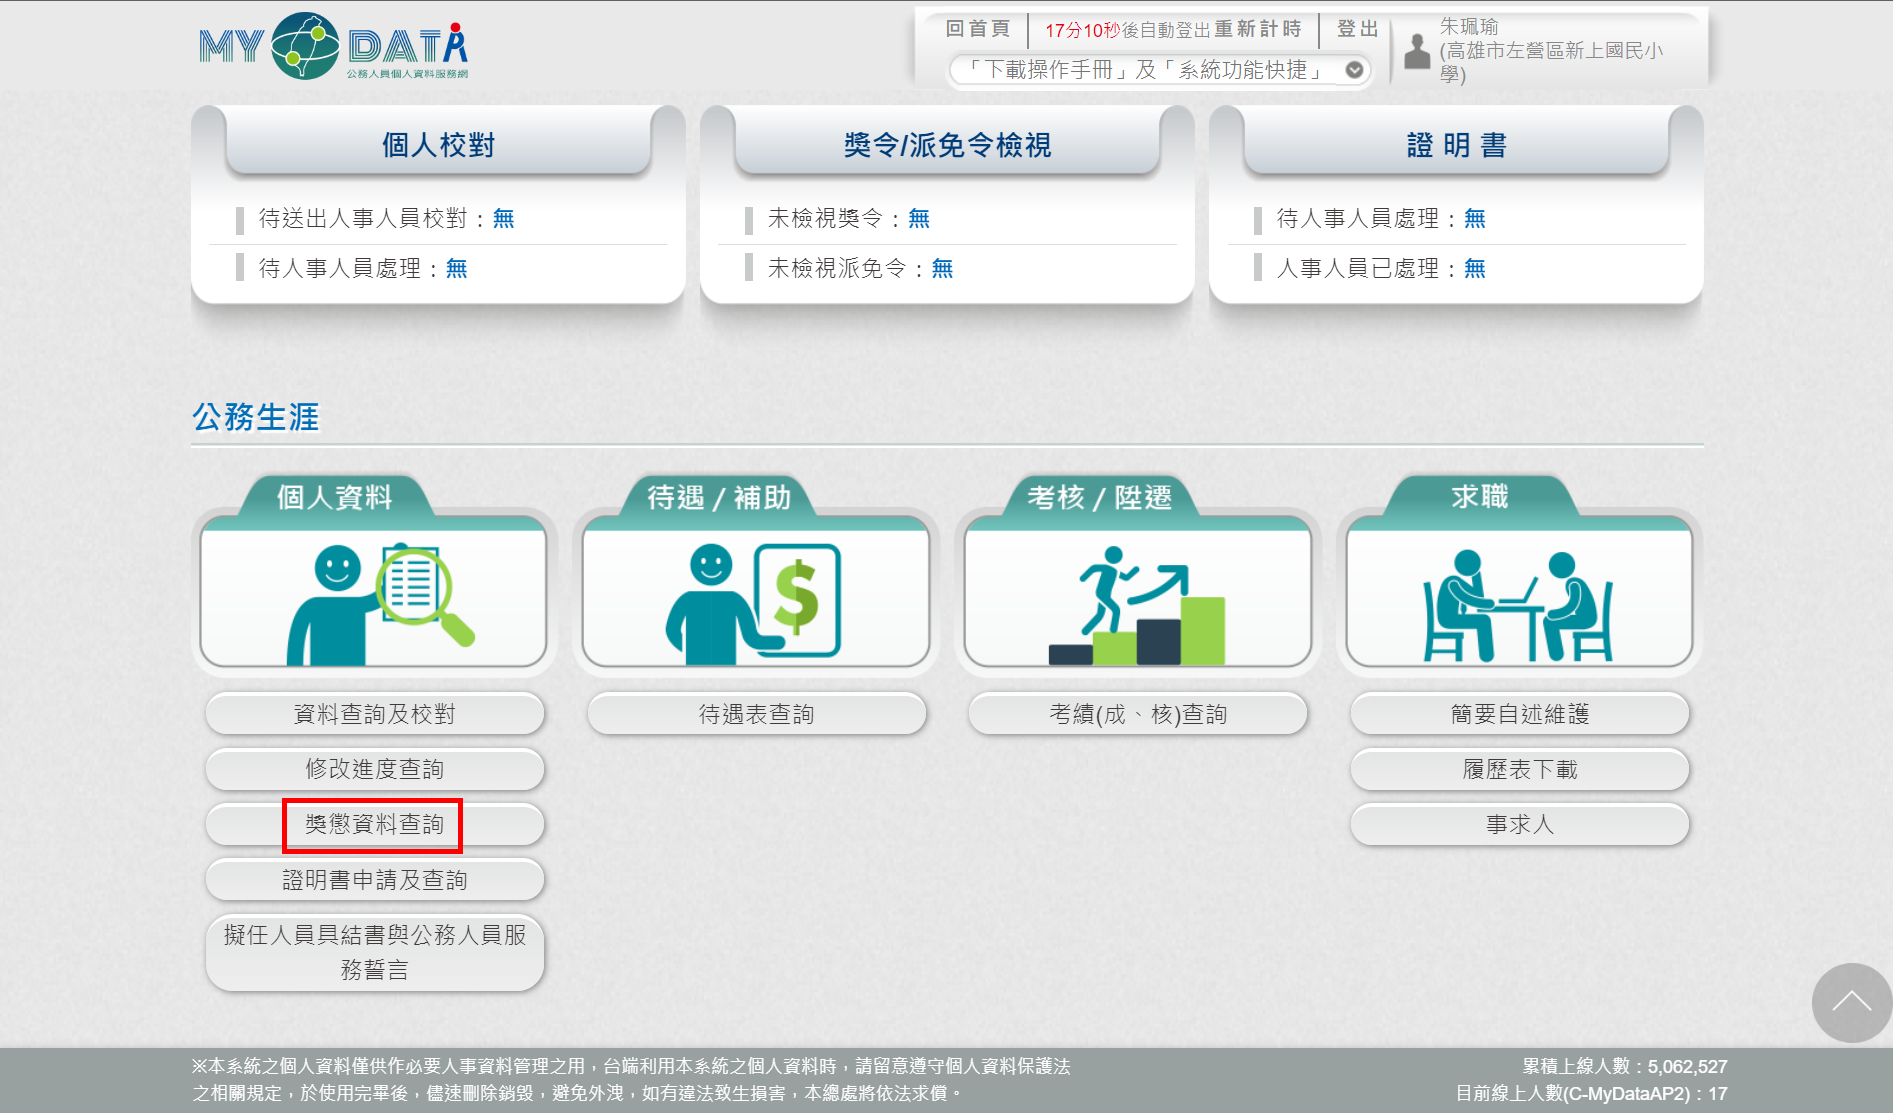 MY DATA
公務人員個人資料服務網
回首頁
17分10秒後自動登出 重新計時
登出
「下載操作手冊」及「系統功能快捷」
朱珮瑜
(高雄市左營區新上國民小
學)
個人校對
待送出人事人員校對：無
待人事人員處理：無
獎令/派免令檢視
未檢視獎令：無
未檢視派免令：無
證 明 書
待人事人員處理：無
人事人員已處理：無
公務生涯
個人資料
資料查詢及校對
修改進度查詢
獎懲資料查詢
證明書申請及查詢
擬任人員具結書與公務人員服
務誓言
待遇 / 補助
$
待遇表查詢
考核 / 陞遷
考績(成、核)查詢
求職
簡要自述維護
履歷表下載
事求人
※本系統之個人資料僅供作必要人事資料管理之用，台端利用本系統之個人資料時，請留意遵守個人資料保護法
之相關規定，於使用完畢後，儘速刪除銷毀，避免外洩，如有違法致生損害，本總處將依法求償。
累積上線人數：5,062,527
目前線上人數(C-MyDataAP2)：17